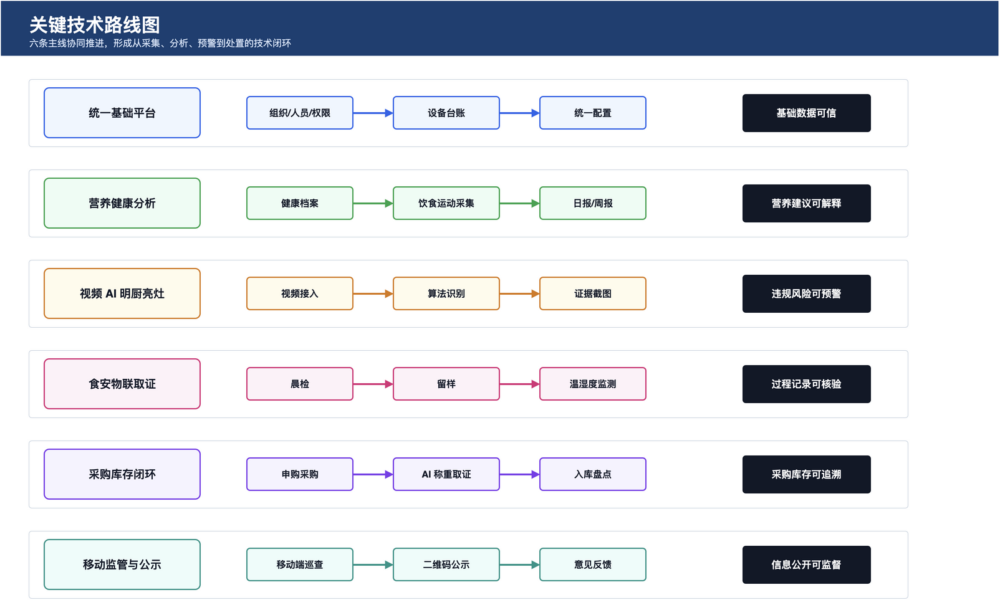 关键技术路线图
六条主线协同推进，形成从采集、分析、预警到处置的技术闭环
统一基础平台
组织/人员/权限
设备台账
统一配置
基础数据可信
营养健康分析
健康档案
饮食运动采集
日报/周报
营养建议可解释
视频 AI 明厨亮灶
视频接入
算法识别
证据截图
违规风险可预警
食安物联取证
晨检
留样
温湿度监测
过程记录可核验
采购库存闭环
申购采购
AI 称重取证
入库盘点
采购库存可追溯
移动监管与公示
移动端巡查
二维码公示
意见反馈
信息公开可监督